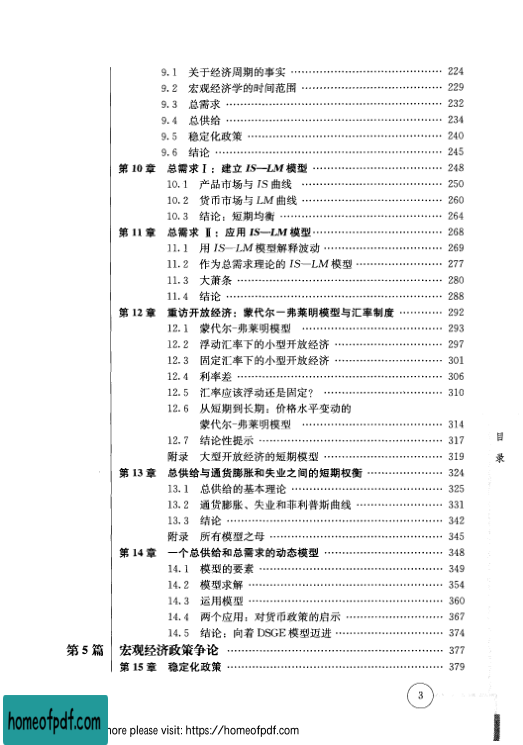 9.1 关于经济周期的事实 …… 224
9.2 宏观经济学的时间范围 …… 229
9.3 总需求 …… 232
9.4 总供给 …… 234
9.5 稳定化政策 …… 240
9.6 结论 …… 245
第 10 章 总需求 Ⅰ：建立 IS—LM 模型 …… 248
10.1 产品市场与 IS 曲线 …… 250
10.2 货币市场与 LM 曲线 …… 260
10.3 结论：短期均衡 …… 264
第 11 章 总需求 Ⅱ：应用 IS—LM 模型 …… 268
11.1 用 IS—LM 模型解释波动 …… 269
11.2 作为总需求理论的 IS—LM 模型 …… 277
11.3 大萧条 …… 280
11.4 结论 …… 288
第 12 章 重访开放经济：蒙代尔—弗莱明模型与汇率制度 …… 292
12.1 蒙代尔-弗莱明模型 …… 293
12.2 浮动汇率下的小型开放经济 …… 297
12.3 固定汇率下的小型开放经济 …… 301
12.4 利率差 …… 306
12.5 汇率应该浮动还是固定？ …… 310
12.6 从短期到长期：价格水平变动的
蒙代尔-弗莱明模型 …… 314
12.7 结论性提示 …… 317
附录 大型开放经济的短期模型 …… 319
第 13 章 总供给与通货膨胀和失业之间的短期权衡 …… 324
13.1 总供给的基本理论 …… 325
13.2 通货膨胀、失业和菲利普斯曲线 …… 331
13.3 结论 …… 342
附录 所有模型之母 …… 345
第 14 章 一个总供给和总需求的动态模型 …… 348
14.1 模型的要素 …… 349
14.2 模型求解 …… 354
14.3 运用模型 …… 360
14.4 两个应用：对货币政策的启示 …… 367
14.5 结论：向着 DSGE 模型迈进 …… 374
第 5 篇 宏观经济政策争论 …… 377
第 15 章 稳定化政策 …… 379
目录
3
homeofpdf.com
more please visit: https://homeofpdf.com